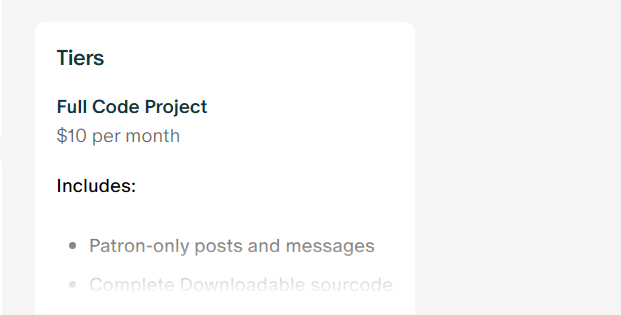 Tiers
Full Code Project
$10 per month
Includes:
Patron-only posts and messages
Complete Downloadable sourcode